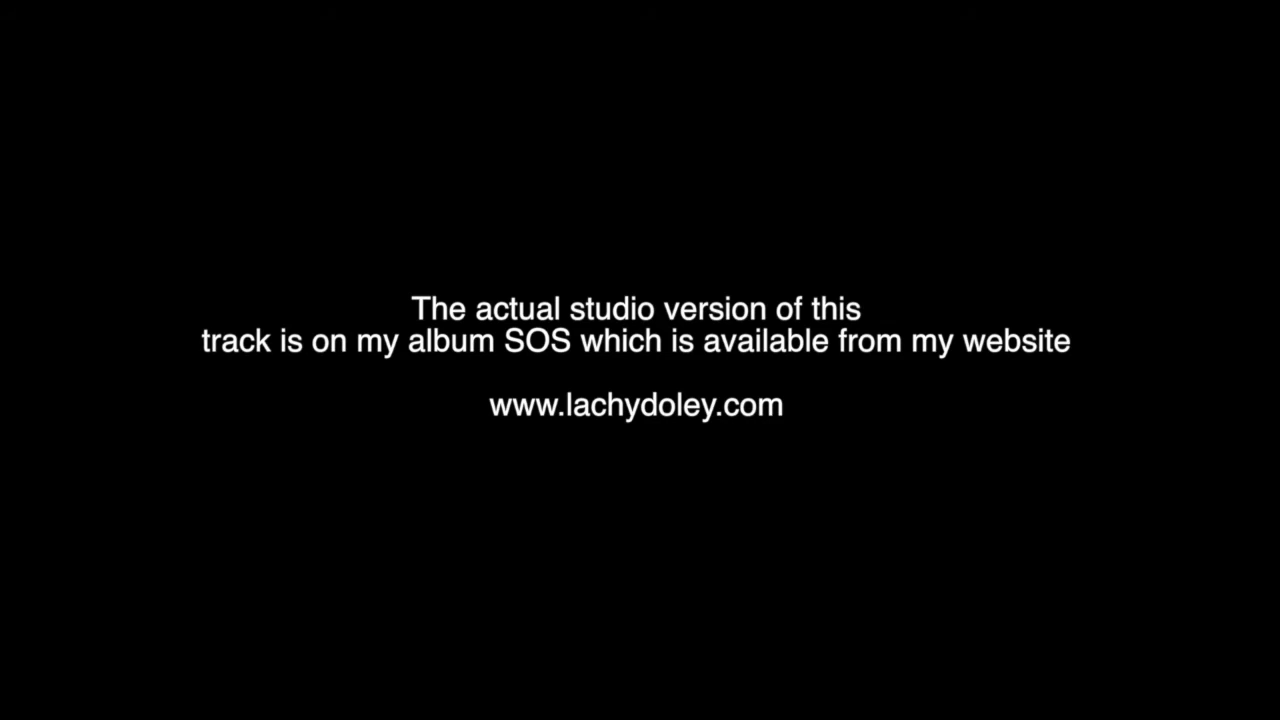 The actual studio version of this
track is on my album SOS which is available from my website
www.lachydoley.com